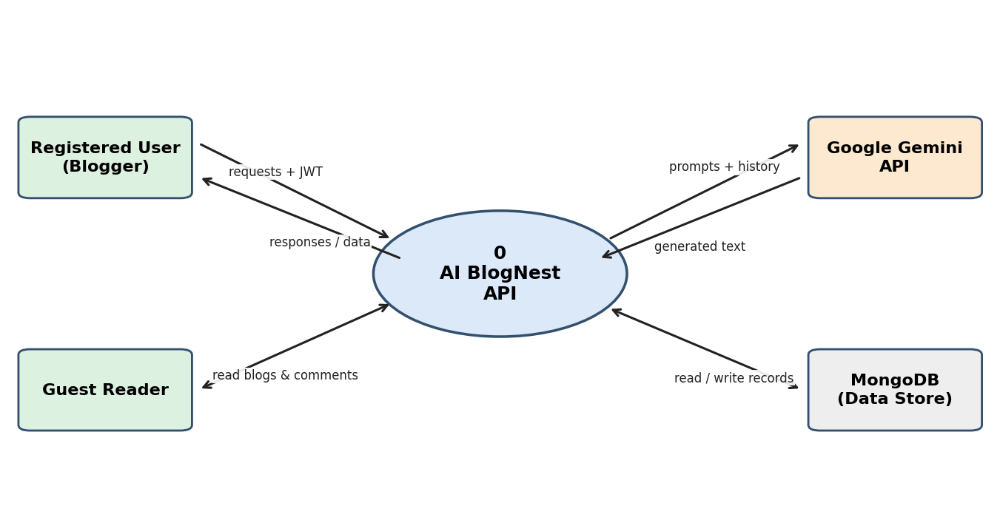 Registered User
(Blogger)
Google Gemini
API
requests + JWT
prompts + history
responses / data
generated text
0
AI BlogNest
API
read blogs & comments
read / write records
Guest Reader
MongoDB
(Data Store)